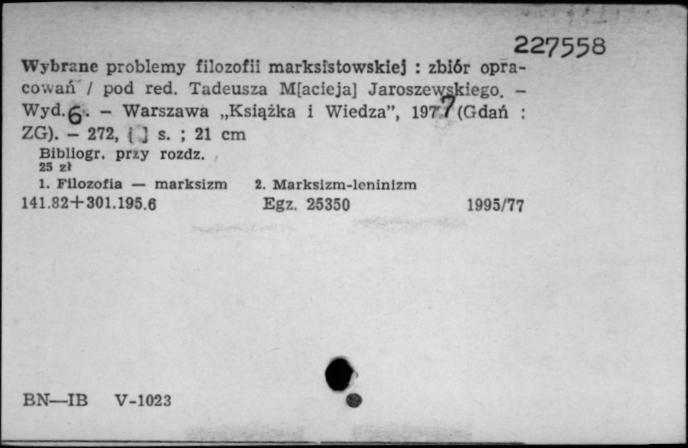 227558
Wybrane problemy filozofii marksistowskiej : zbiór opra-
cowań / pod red. Tadeusza M[acieja] Jaroszewskiego. –
Wyd. 6. – Warszawa „Książka i Wiedza”, 1977 (Gdań :
ZG). – 272, [ ] s. ; 21 cm
Bibliogr. przy rozdz.
25 zł
1. Filozofia — marksizm 2. Marksizm-leninizm
141.82+301.195.6 Egz. 25350 1995/77
BN—IB V-1023